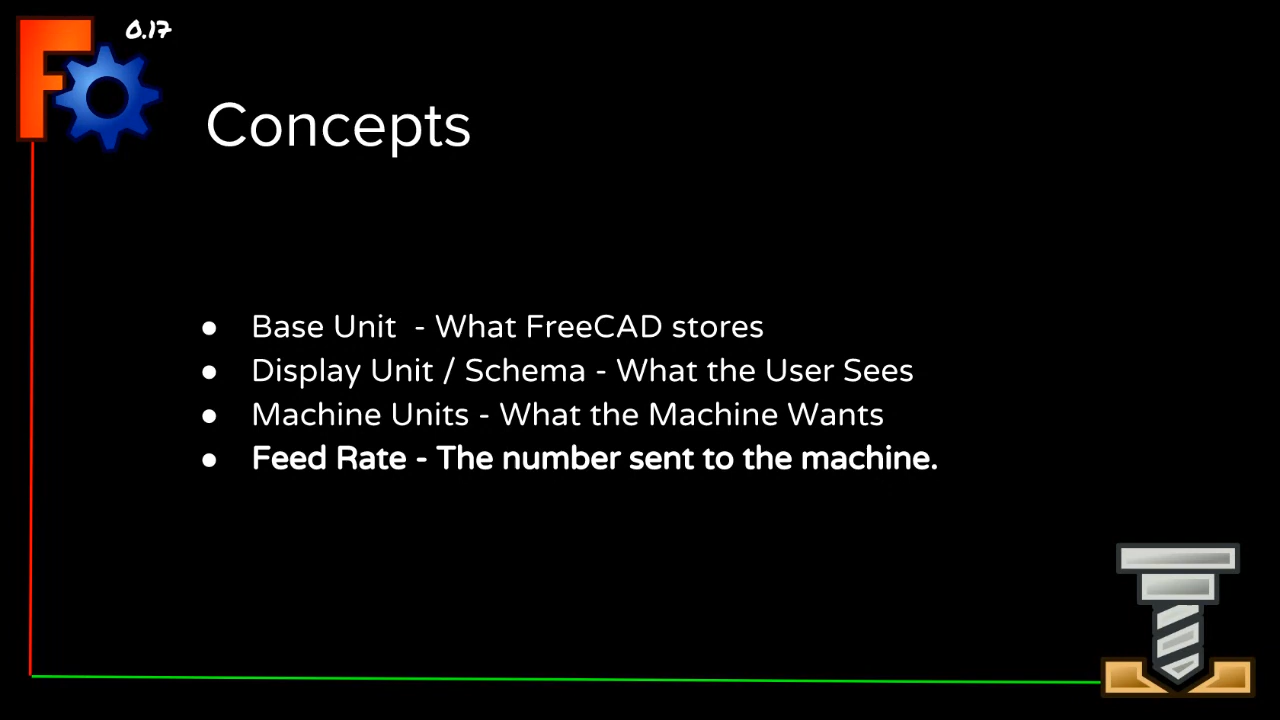 0.17
Concepts
● Base Unit - What FreeCAD stores
● Display Unit / Schema - What the User Sees
● Machine Units - What the Machine Wants
● Feed Rate - The number sent to the machine.